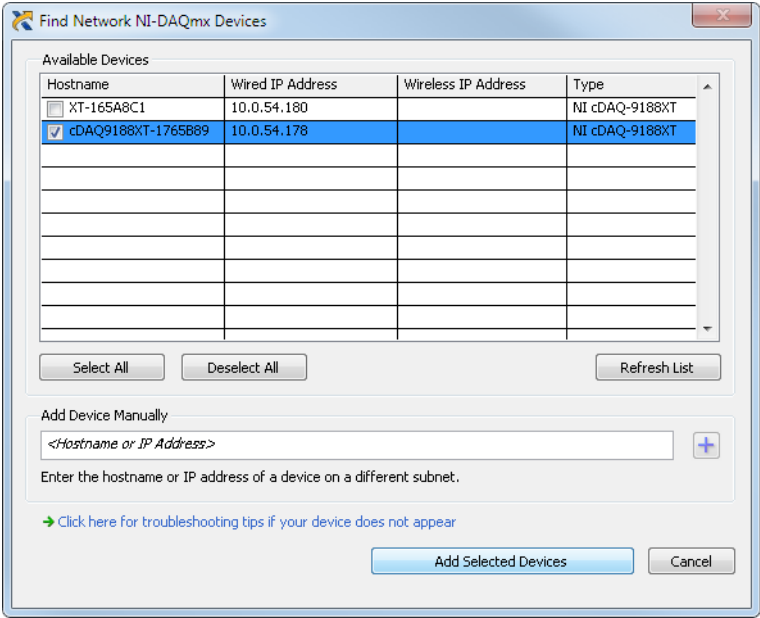 Find Network NI-DAQmx Devices
Available Devices
Hostname Wired IP Address Wireless IP Address Type
XT-165A8C1 10.0.54.180 NI cDAQ-9188XT
cDAQ9188XT-1765B89 10.0.54.178 NI cDAQ-9188XT
Select All Deselect All Refresh List
Add Device Manually
<Hostname or IP Address>
Enter the hostname or IP address of a device on a different subnet.
Click here for troubleshooting tips if your device does not appear
Add Selected Devices Cancel